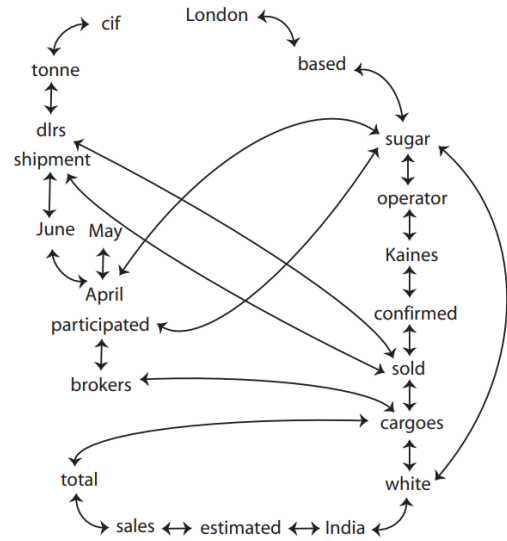 London
cif
based
tonne
dlrs
sugar
shipment
operator
June
May
Kaines
April
confirmed
participated
sold
brokers
cargoes
total
white
sales
estimated
India